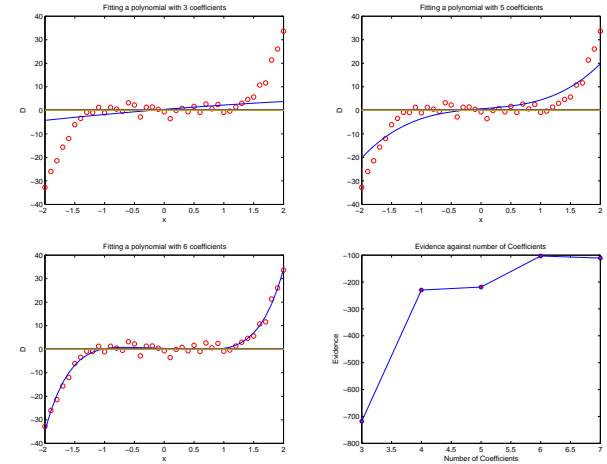 Fitting a polynomial with 3 coefficients
40
30
20
10
0
−10
−20
−30
−40
D
−2 −1.5 −1 −0.5 0 0.5 1 1.5 2
x
Fitting a polynomial with 5 coefficients
40
30
20
10
0
−10
−20
−30
−40
D
−2 −1.5 −1 −0.5 0 0.5 1 1.5 2
x
Fitting a polynomial with 6 coefficients
40
30
20
10
0
−10
−20
−30
−40
D
−2 −1.5 −1 −0.5 0 0.5 1 1.5 2
x
Evidence against number of Coefficients
−100
−200
−300
−400
−500
−600
−700
−800
Evidence
3 3.5 4 4.5 5 5.5 6 6.5 7
Number of Coefficients